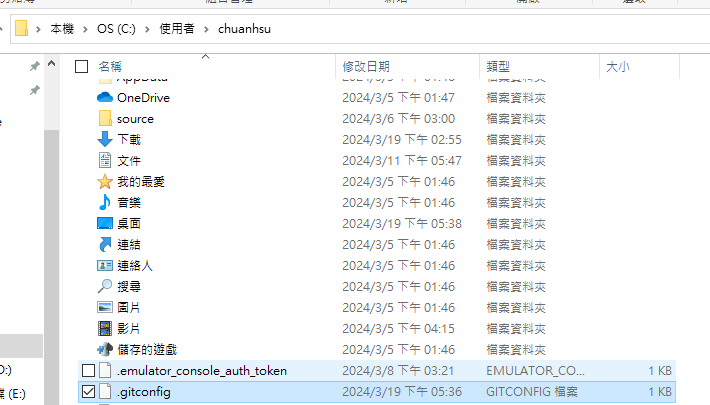 本機 > OS (C:) > 使用者 > chuanhsu
名稱 修改日期 類型 大小
AppData 2024/3/5 下午 01:46 檔案資料夾
OneDrive 2024/3/5 下午 01:47 檔案資料夾
source 2024/3/6 下午 03:00 檔案資料夾
下載 2024/3/19 下午 02:55 檔案資料夾
文件 2024/3/11 下午 05:47 檔案資料夾
我的最愛 2024/3/5 下午 01:46 檔案資料夾
音樂 2024/3/5 下午 01:46 檔案資料夾
桌面 2024/3/19 下午 05:38 檔案資料夾
連結 2024/3/5 下午 01:46 檔案資料夾
連絡人 2024/3/5 下午 01:46 檔案資料夾
搜尋 2024/3/5 下午 01:46 檔案資料夾
圖片 2024/3/5 下午 01:46 檔案資料夾
影片 2024/3/5 下午 04:15 檔案資料夾
儲存的遊戲 2024/3/5 下午 01:46 檔案資料夾
.emulator_console_auth_token 2024/3/8 下午 03:21 EMULATOR_CO... 1 KB
:)
.gitconfig 2024/3/19 下午 05:36 GITCONFIG 檔案 1 KB
(E:)